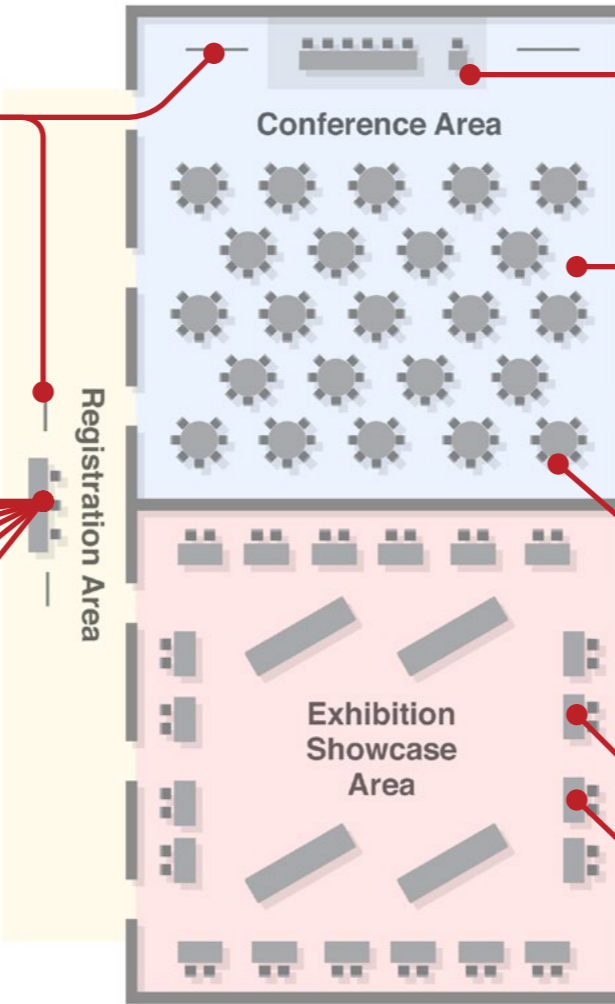 Conference Area
Registration Area
Exhibition
Showcase
Area